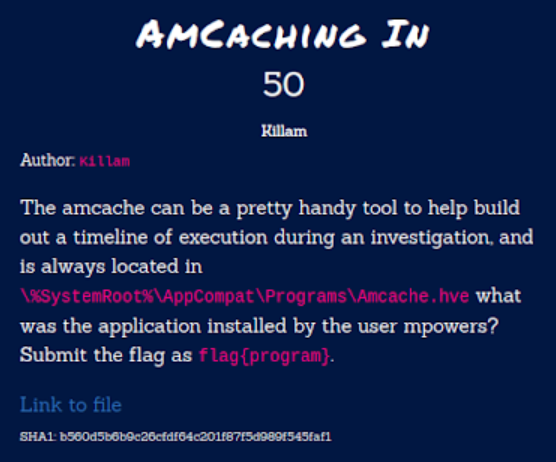 AmCaching In
50
Killam
Author: Killam
The amcache can be a pretty handy tool to help build
out a timeline of execution during an investigation, and
is always located in
\%SystemRoot%\AppCompat\Programs\Amcache.hve what
was the application installed by the user mpowers?
Submit the flag as flag{program}.
Link to file
SHA1: b560d5b6b9c26cfdf64c201f87f5d989f545faf1